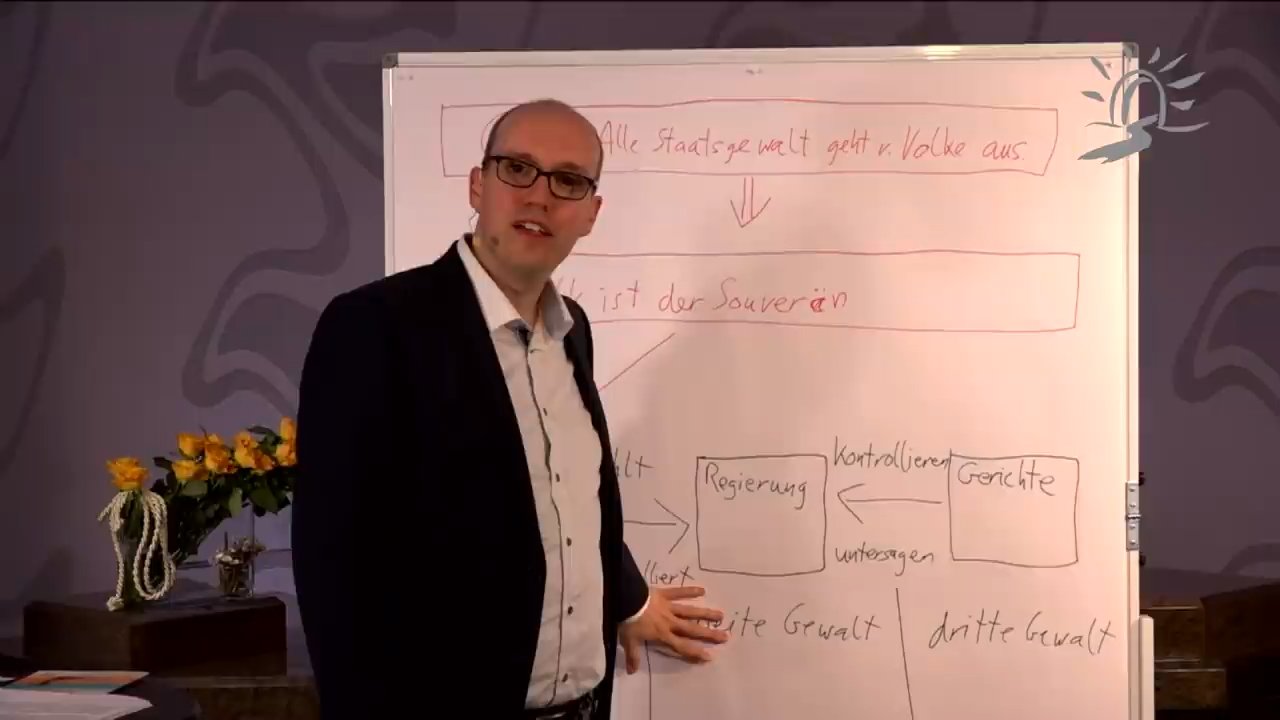 Alle Staatsgewalt geht v. Volke aus.
ist der Souverän
Kontrollieren
Regierung
Gerichte
untersagen
Gewalt
dritte Gewalt